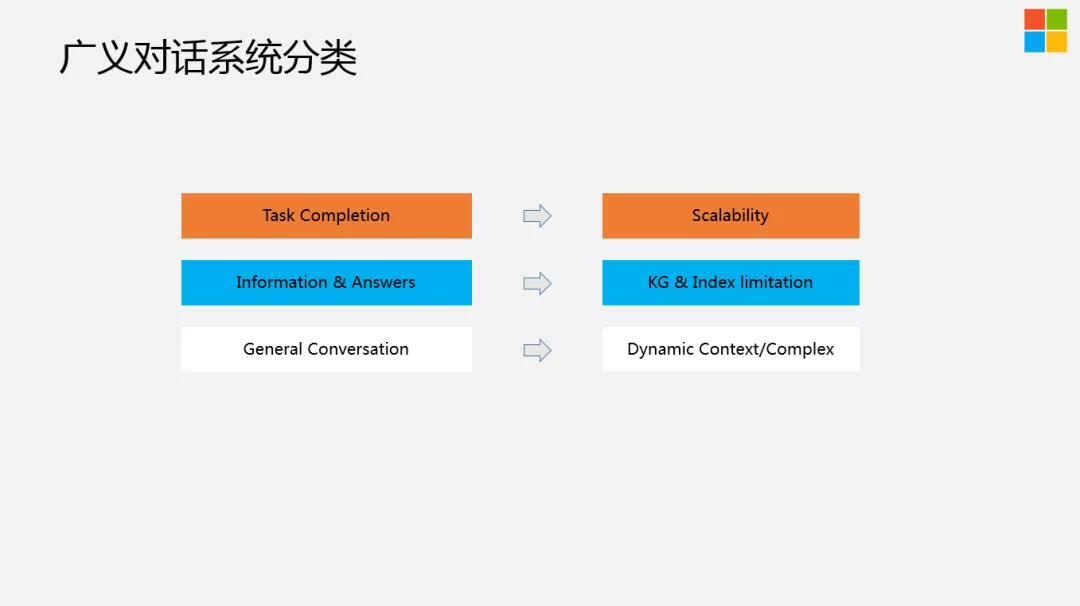 广义对话系统分类
Task Completion
Scalability
Information & Answers
KG & Index limitation
General Conversation
Dynamic Context/Complex